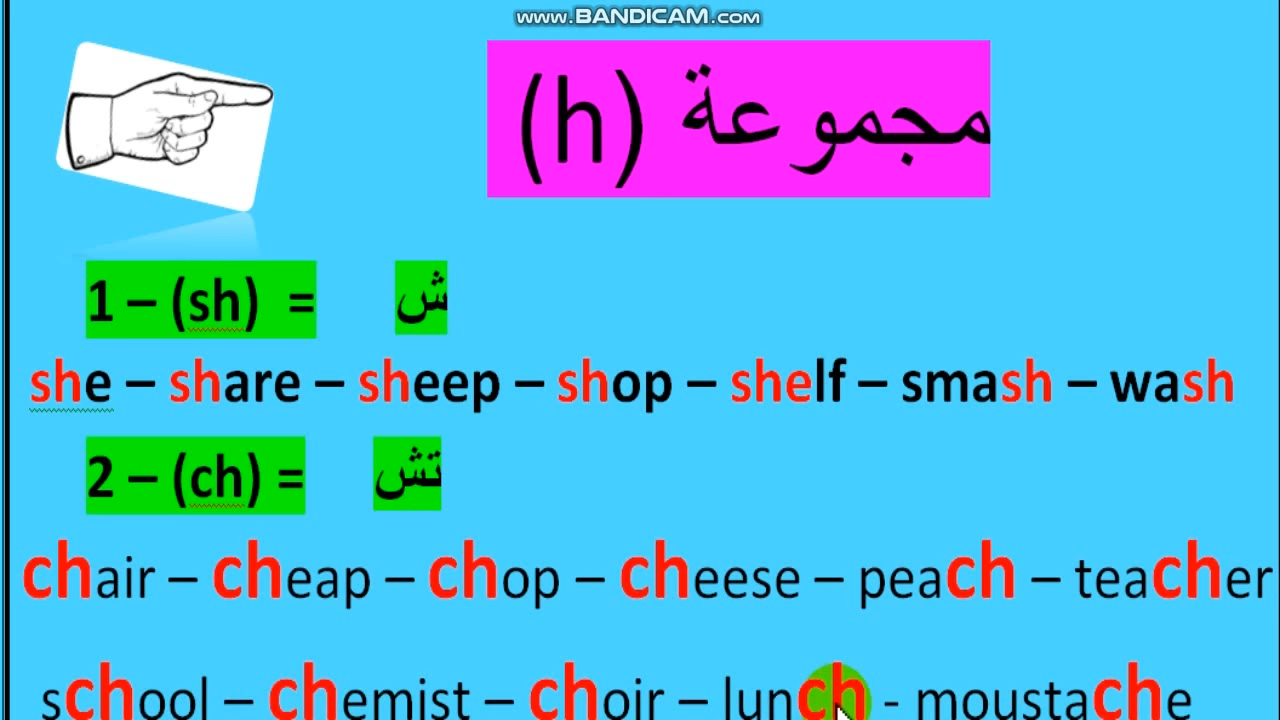 www.BANDICAM.com
مجموعة (h)
1 – (sh) = ش
she – share – sheep – shop – shelf – smash – wash
2 – (ch) = تش
chair – cheap – chop – cheese – peach – teacher
school – chemist – choir – lunch - moustache